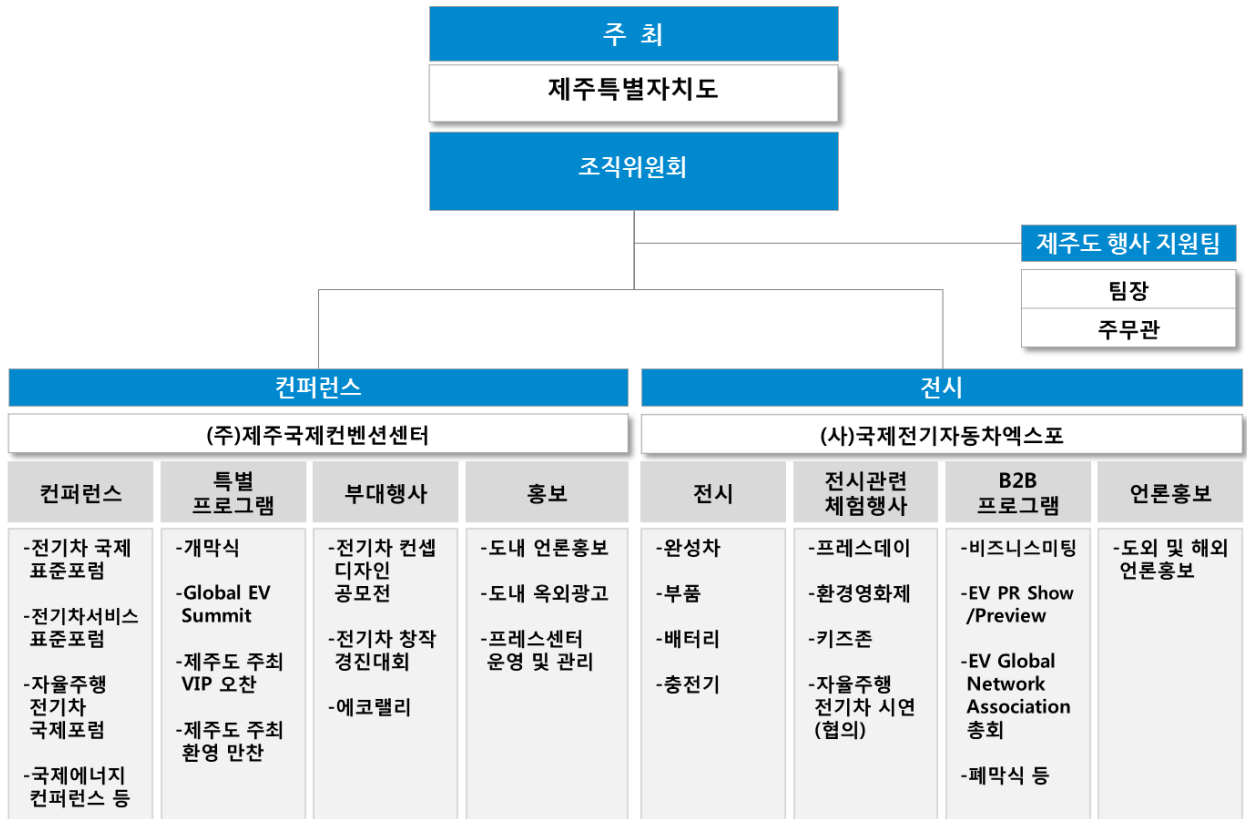 주 최
제주특별자치도
조직위원회
제주도 행사 지원팀
팀장
주무관
컨퍼런스
(주)제주국제컨벤션센터
컨퍼런스
-전기차 국제
표준포럼
-전기차서비스
표준포럼
-자율주행
전기차
국제포럼
-국제에너지
컨퍼런스 등
특별
프로그램
-개막식
-Global EV
Summit
-제주도 주최
VIP 오찬
-제주도 주최
환영 만찬
부대행사
-전기차 컨셉
디자인
공모전
-전기차 창작
경진대회
-에코랠리
홍보
-도내 언론홍보
-도내 옥외광고
-프레스센터
운영 및 관리
전시
(사)국제전기자동차엑스포
전시
-완성차
-부품
-배터리
-충전기
전시관련
체험행사
-프레스데이
-환경영화제
-키즈존
-자율주행
전기차 시연
(협의)
B2B
프로그램
-비즈니스미팅
-EV PR Show
/Preview
-EV Global
Network
Association
총회
-폐막식 등
언론홍보
-도외 및 해외
언론홍보